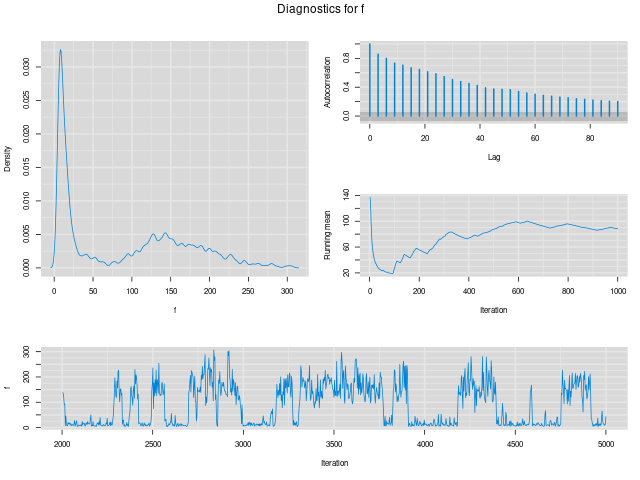 Diagnostics for f
Density
0.000 0.005 0.010 0.015 0.020 0.025 0.030
0 50 100 150 200 250 300
f
Autocorrelation
0.0 0.4 0.8
0 20 40 60 80
Lag
Running mean
20 60 100 140
0 200 400 600 800 1000
Iteration
f
0 100 200 300
2000 2500 3000 3500 4000 4500 5000
Iteration